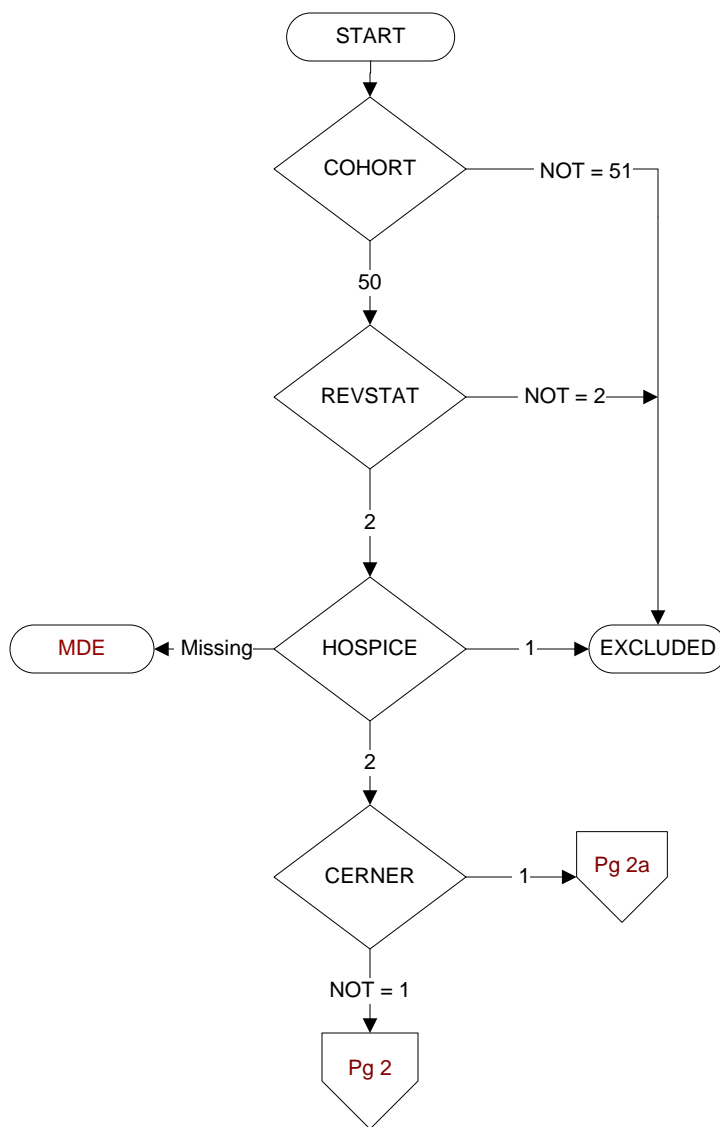 START
COHORT
NOT = 51
50
REVSTAT
NOT = 2
2
MDE
Missing
HOSPICE
1
EXCLUDED
2
CERNER
1
Pg 2a
NOT = 1
Pg 2